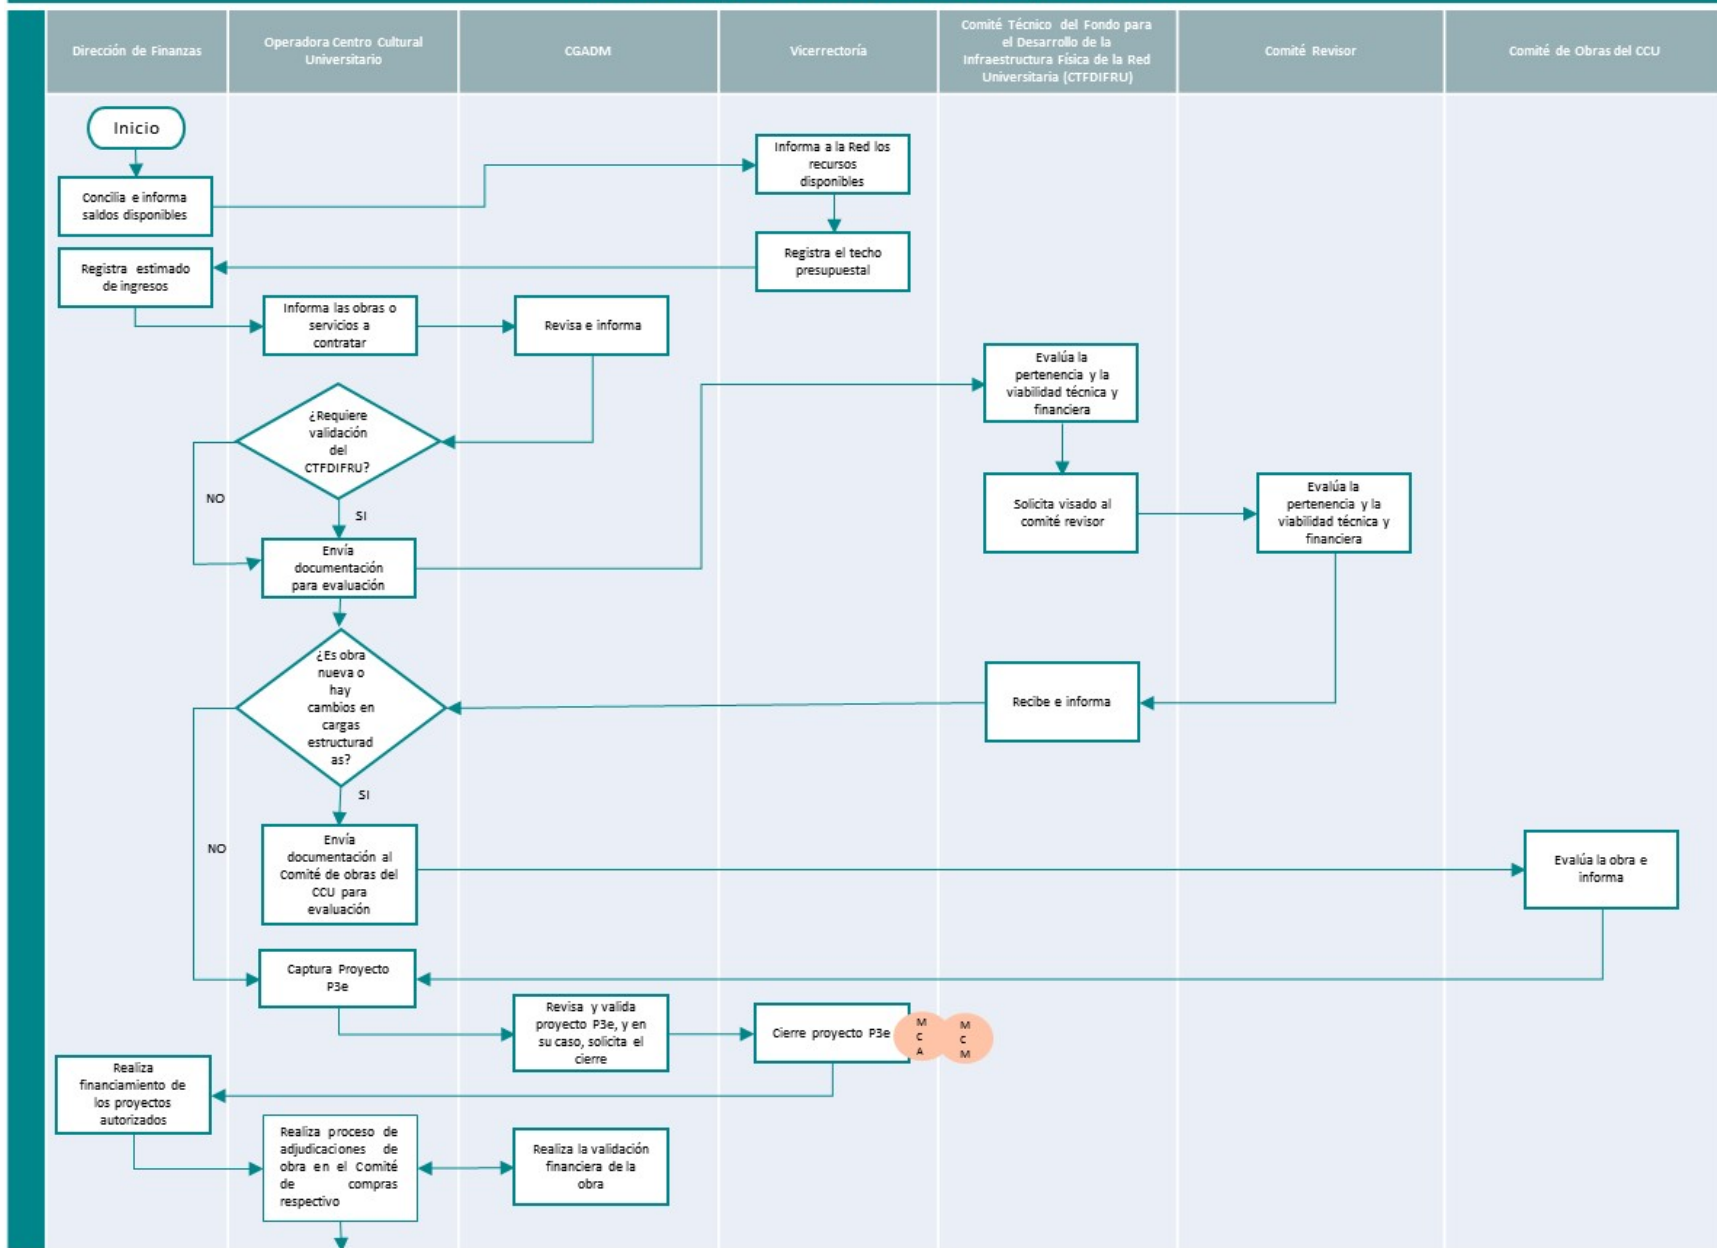 Dirección de Finanzas
Operadora Centro Cultural
Universitario
CGADM
Vicerrectoría
Comité Técnico del Fondo para
el Desarrollo de la
Infraestructura Física de la Red
Universitaria (CTFDIFRU)
Comité Revisor
Comité de Obras del CCU
Inicio
Concilia e informa
saldos disponibles
Informa a la Red los
recursos
disponibles
Registra el techo
presupuestal
Registra estimado
de ingresos
Informa las obras o
servicios a
contratar
Revisa e informa
¿Requiere
validación
del
CTFDIFRU?
NO
SI
Envía
documentación
para evaluación
Evalúa la
pertenencia y la
viabilidad técnica y
financiera
Solicita visado al
comité revisor
Evalúa la
pertenencia y la
viabilidad técnica y
financiera
Recibe e informa
¿Es obra
nueva o
hay
cambios en
cargas
estructurad
as?
SI
NO
Envía
documentación al
Comité de obras del
CCU para
evaluación
Evalúa la obra e
informa
Captura Proyecto
P3e
Revisa y valida
proyecto P3e, y en
su caso, solicita el
cierre
Cierre proyecto P3e
M
C
A
M
C
M
Realiza
financiamiento de
los proyectos
autorizados
Realiza proceso de
adjudicaciones de
obra en el Comité
de compras
respectivo
Realiza la validación
financiera de la
obra